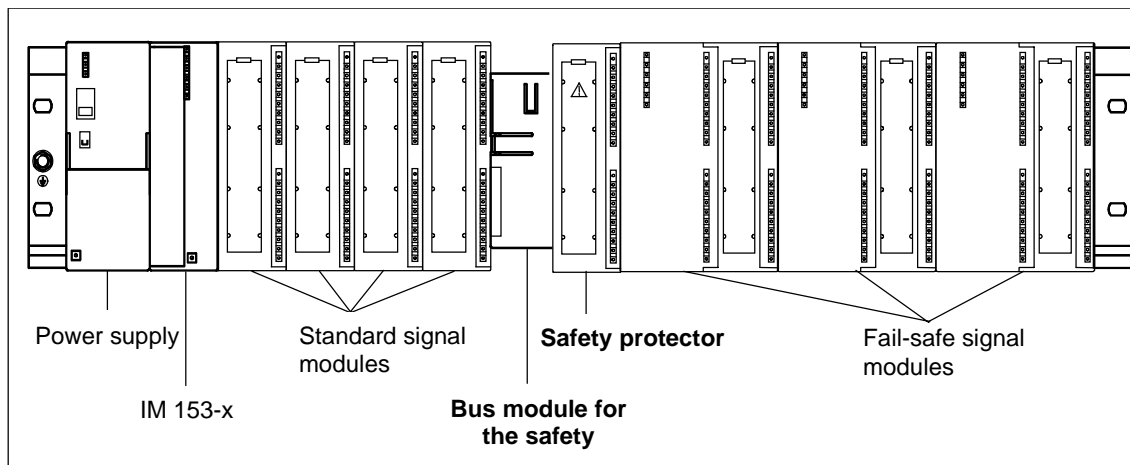 Power supply
Standard signal
modules
Safety protector
Fail-safe signal
modules
IM 153-x
Bus module for
the safety